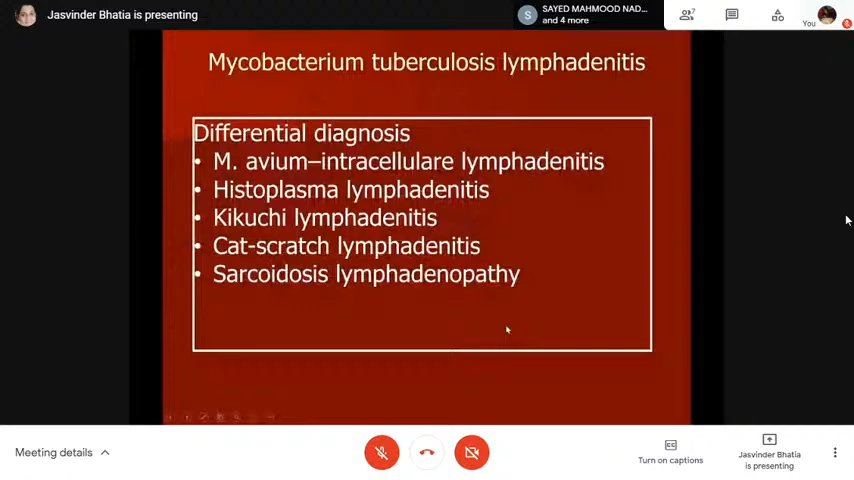 Jasvinder Bhatia is presenting
S
SAYED MAHMOOD NAD...
and 4 more
7
You
Mycobacterium tuberculosis lymphadenitis
Differential diagnosis
• M. avium–intracellulare lymphadenitis
• Histoplasma lymphadenitis
• Kikuchi lymphadenitis
• Cat-scratch lymphadenitis
• Sarcoidosis lymphadenopathy
Meeting details
Turn on captions
Jasvinder Bhatia
is presenting